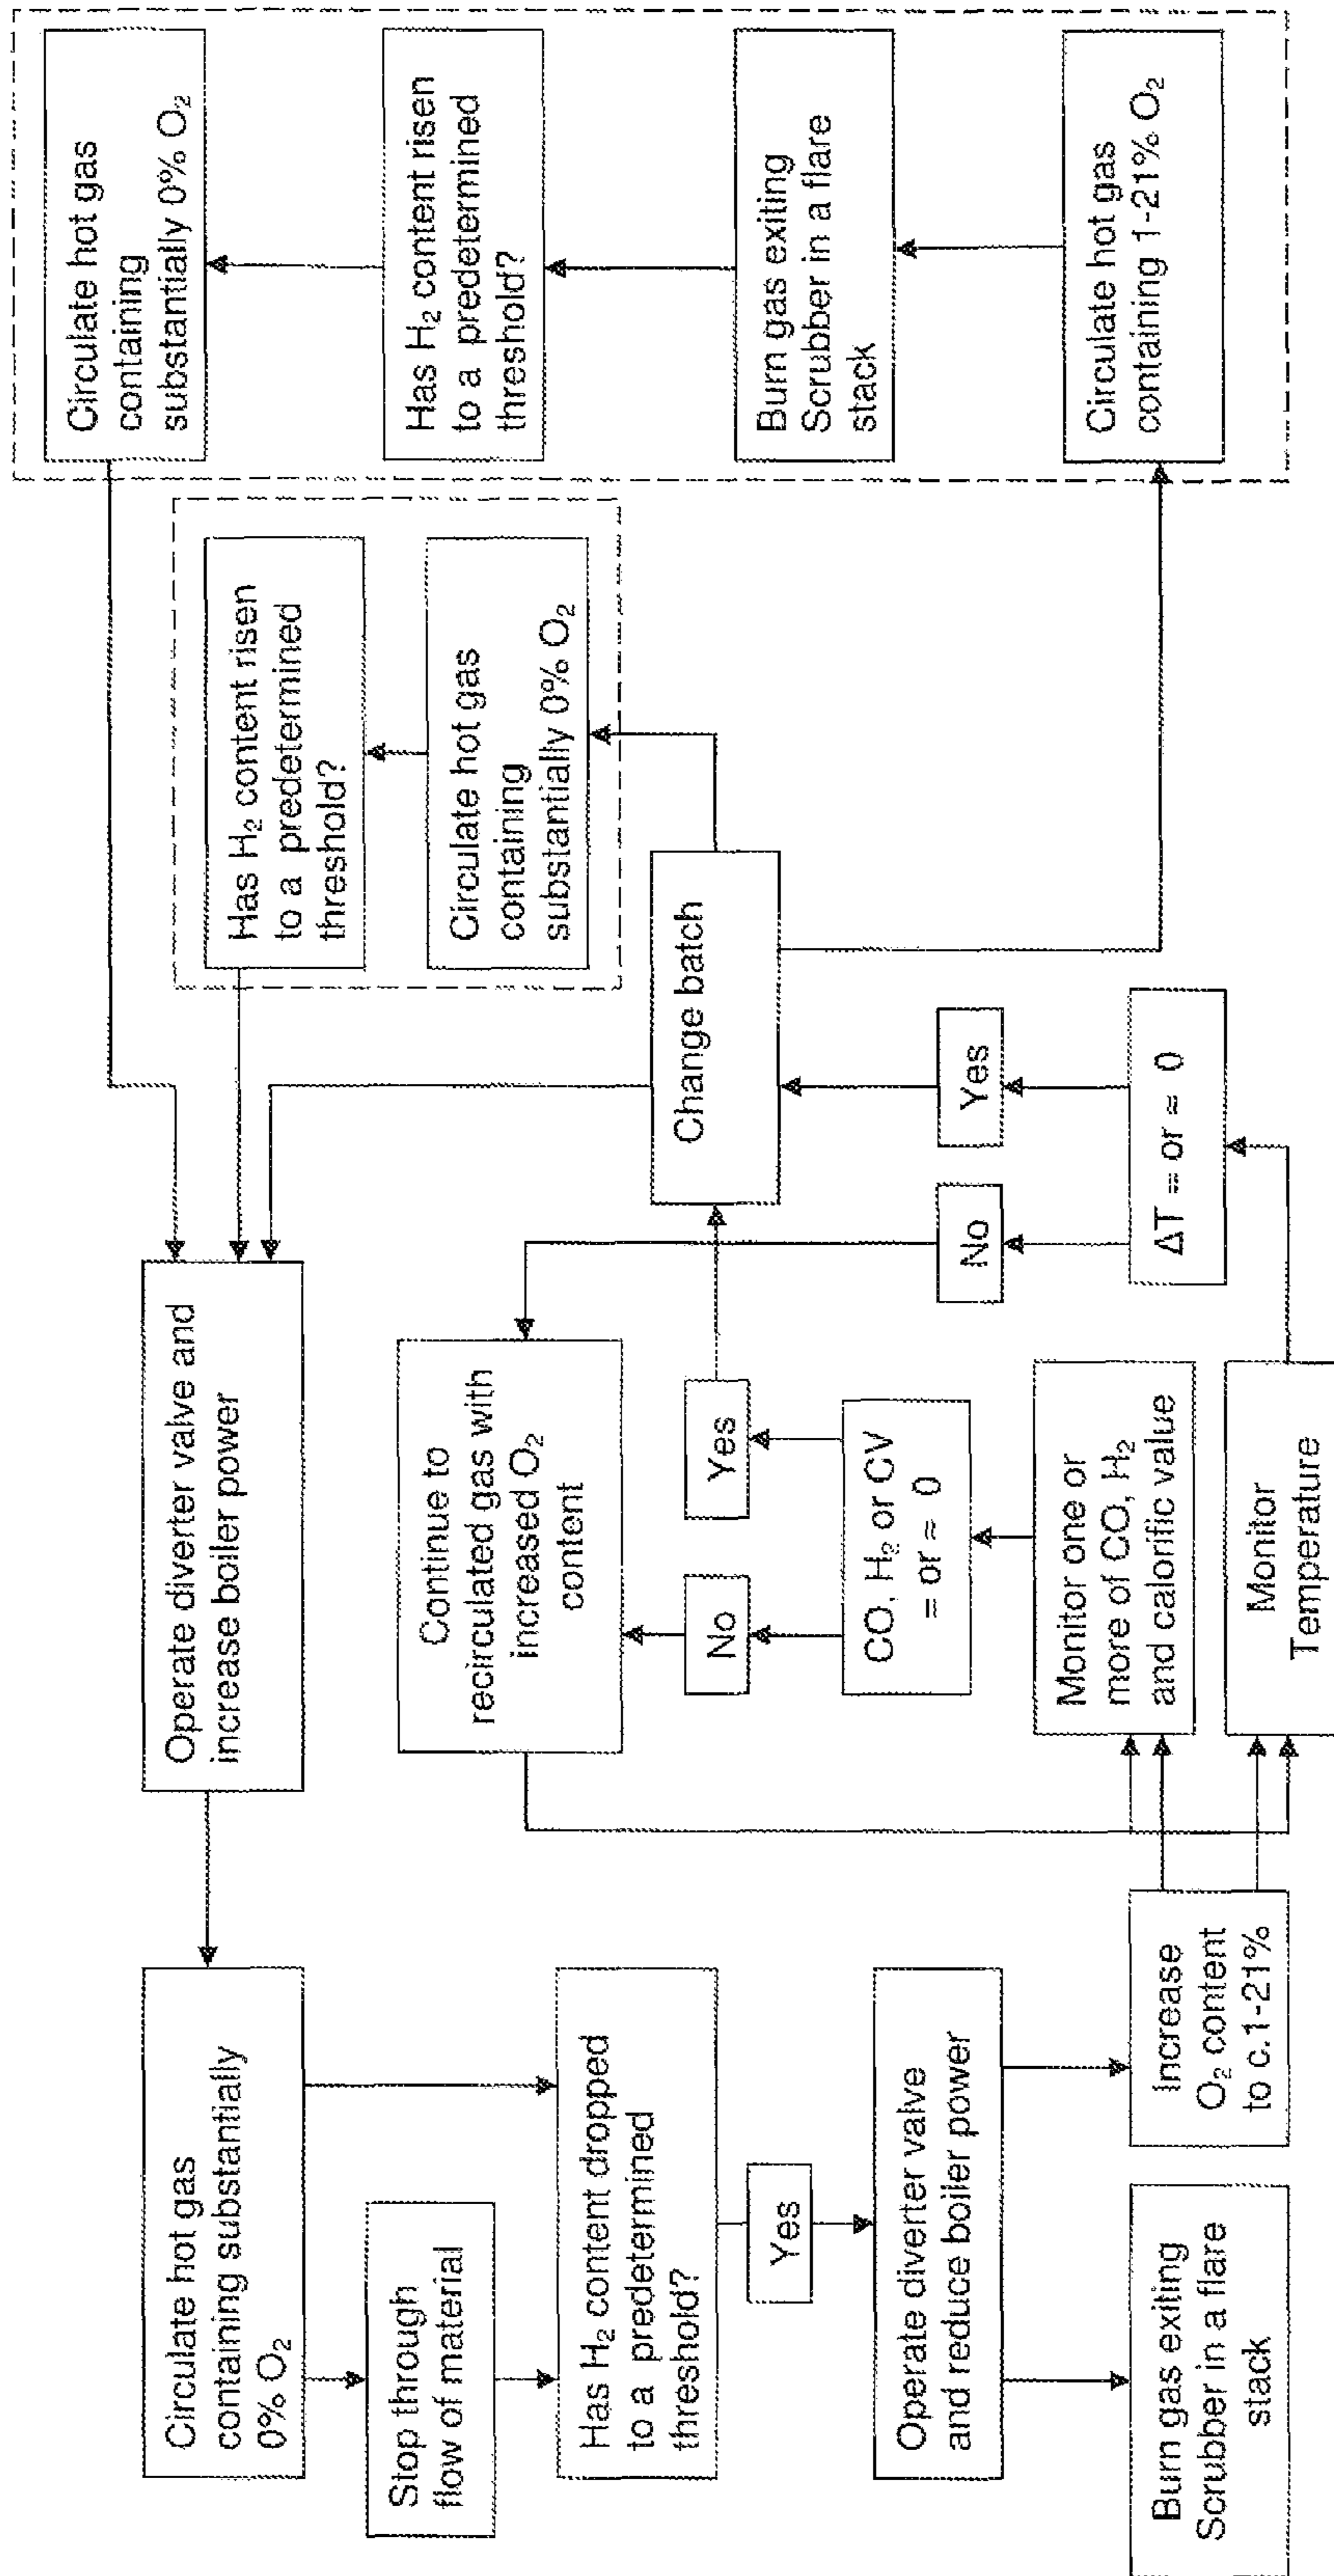 Circulate hot gas
containing substantially
0% O₂
Stop through
flow of material
Has H₂ content dropped
to a predetermined
threshold?
Yes
Operate diverter valve
and reduce boiler power
Burn gas exiting
Scrubber in a flare
stack
Increase
O₂ content
to c.1-21%
Operate diverter valve and
increase boiler power
Continue to
recirculated gas with
increased O₂
content
No
Yes
CO, H₂ or CV
= or ≈ 0
Monitor one or
more of CO, H₂
and calorific value
Monitor
Temperature
No
Yes
ΔT = or ≈ 0
Change batch
Has H₂ content risen
to a predetermined
threshold?
Circulate hot gas
containing
substantially 0% O₂
Circulate hot gas
containing
substantially 0% O₂
Has H₂ content risen
to a predetermined
threshold?
Burn gas exiting
Scrubber in a flare
stack
Circulate hot gas
containing 1-21% O₂